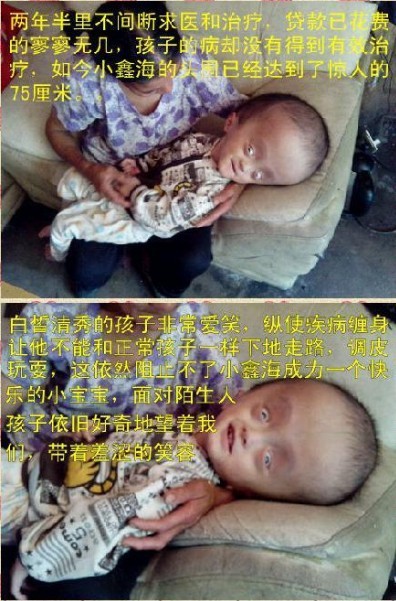 两年半里不间断求医和治疗，贷款已花费
的寥寥无几，孩子的病却没有得到有效治
疗，如今小鑫海的头围已经达到了惊人的
75厘米。
白皙清秀的孩子非常爱笑，纵使疾病缠身
让他不能和正常孩子一样下地走路，调皮
玩耍，这依然阻止不了小鑫海成为一个快
乐的小宝宝，面对陌生人
孩子依旧好奇地望着我
们，带着羞涩的笑容